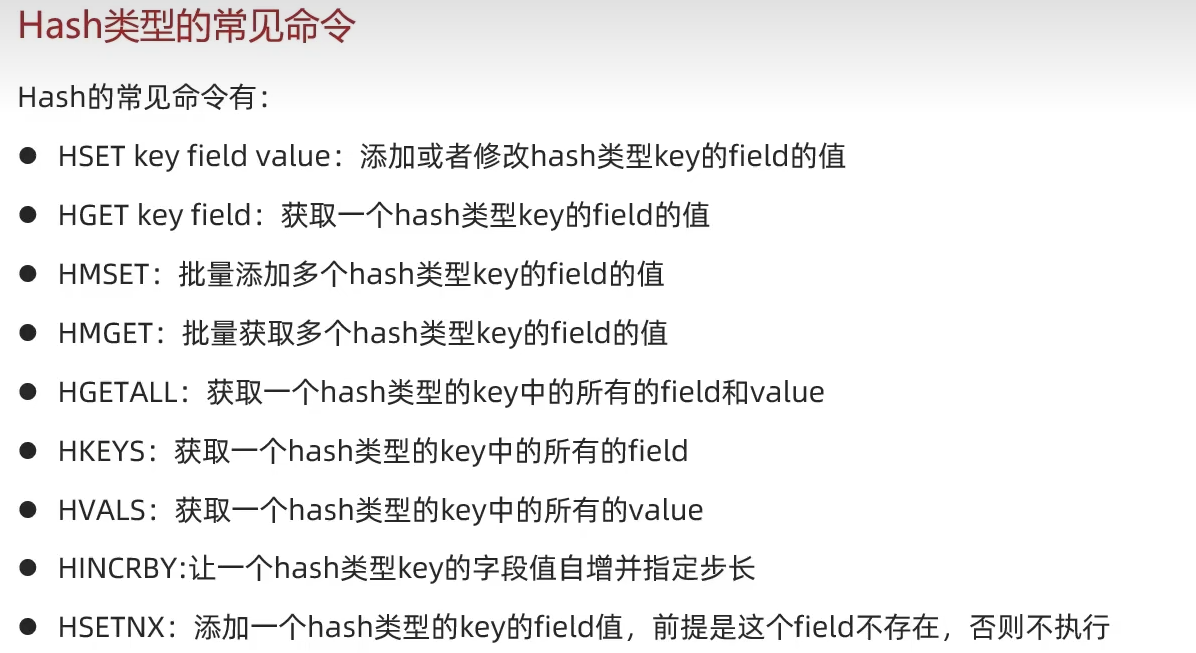 Hash类型的常见命令
Hash的常见命令有：
● HSET key field value：添加或者修改hash类型key的field的值
● HGET key field：获取一个hash类型key的field的值
● HMSET：批量添加多个hash类型key的field的值
● HMGET：批量获取多个hash类型key的field的值
● HGETALL：获取一个hash类型的key中的所有的field和value
● HKEYS：获取一个hash类型的key中的所有的field
● HVALS：获取一个hash类型的key中的所有的value
● HINCRBY:让一个hash类型key的字段值自增并指定步长
● HSETNX：添加一个hash类型的key的field值，前提是这个field不存在，否则不执行